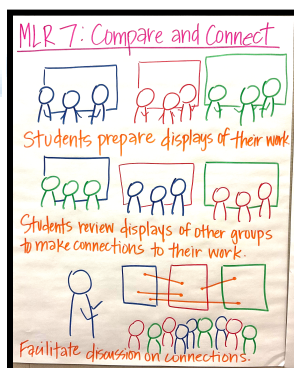 MLR 7: Compare and Connect
Students prepare displays of their work
Students review displays of other groups
to make connections to their work.
Facilitate discussion on connections.